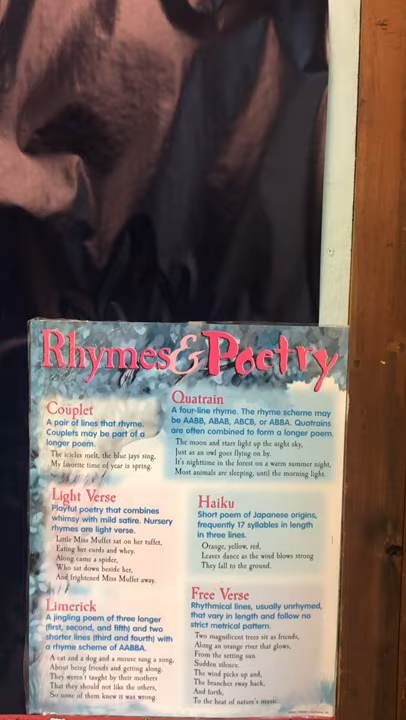 Rhymes & Poetry
Couplet
A pair of lines that rhyme.
Couplets may be part of a
longer poem.
The icicles melt, the blue jays sing,
My favorite time of year is spring.
Quatrain
A four-line rhyme. The rhyme scheme may
be AABB, ABAB, ABCB, or ABBA. Quatrains
are often combined to form a longer poem.
The moon and stars light up the night sky,
Just as an owl goes flying on by.
It's nighttime in the forest on a warm summer night,
Most animals are sleeping, until the morning light.
Light Verse
Playful poetry that combines
whimsy with mild satire. Nursery
rhymes are light verse.
Little Miss Muffet sat on her tuffet,
Eating her curds and whey.
Along came a spider,
Who sat down beside her,
And frightened Miss Muffet away.
Haiku
Short poem of Japanese origins,
frequently 17 syllables in length
in three lines.
Orange, yellow, red,
Leaves dance as the wind blows strong
They fall to the ground.
Limerick
A jingling poem of three longer
(first, second, and fifth) and two
shorter lines (third and fourth) with
a rhyme scheme of AABBA.
A cat and a dog and a mouse sang a song,
About being friends and getting along.
They weren't taught by their mothers
That they should not like the others,
So none of them knew it was wrong.
Free Verse
Rhythmical lines, usually unrhymed,
that vary in length and follow no
strict metrical pattern.
Two magnificent trees sit as friends,
Along an orange river that glows,
From the setting sun.
Sudden silence.
The wind picks up and,
The branches sway back,
And forth,
To the beat of nature's music.